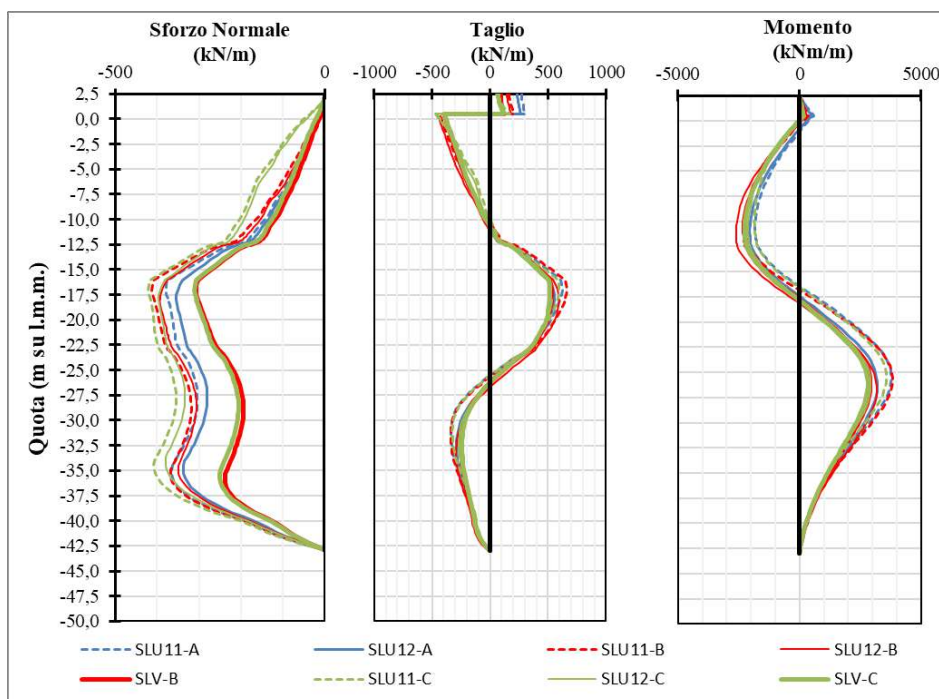 Sforzo Normale
(kN/m)
Taglio
(kN/m)
Momento
(kNm/m)
-500 0
-1000 -500 0 500 1000
-5000 0 5000
Quota (m su l.m.m.)
2,5
0,0
-2,5
-5,0
-7,5
-10,0
-12,5
-15,0
-17,5
-20,0
-22,5
-25,0
-27,5
-30,0
-32,5
-35,0
-37,5
-40,0
-42,5
-45,0
-47,5
-50,0
SLU11-A SLU12-A SLU11-B SLU12-B
SLV-B SLU11-C SLU12-C SLV-C